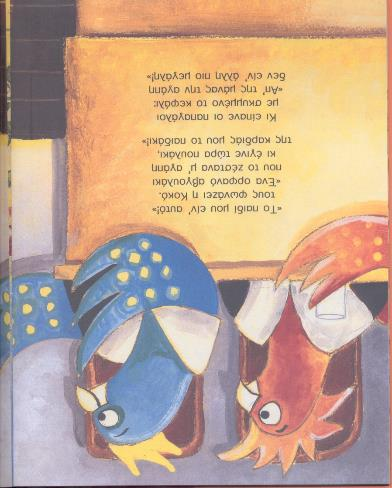 «Το παιδί μου είν' αυτό!»
τους φωνάζει η Κοκό.
«Ένα ορφανό αβγουλάκι
που το ζέστανα μ' αγάπη
κι έγινε τώρα πουλάκι,
της καρδιάς μου το παιδάκι!»
Κι είπανε οι παπαγάλοι
με σκυμμένο το κεφάλι:
«Απ' της μάνας την αγάπη
δεν είν' άλλη πιο μεγάλη!»